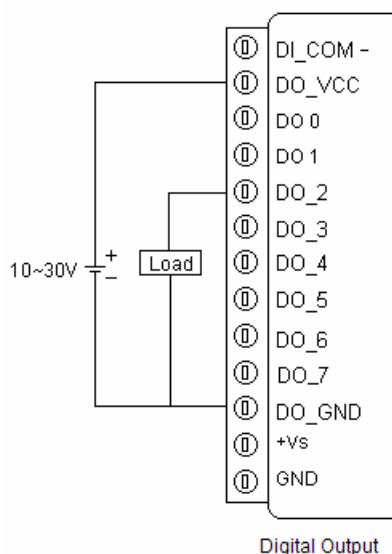 DI_COM -
DO_VCC
DO 0
DO 1
DO_2
DO_3
DO_4
DO_5
DO_6
DO_7
DO_GND
+Vs
GND
+
10~30V
–
Load
Digital Output